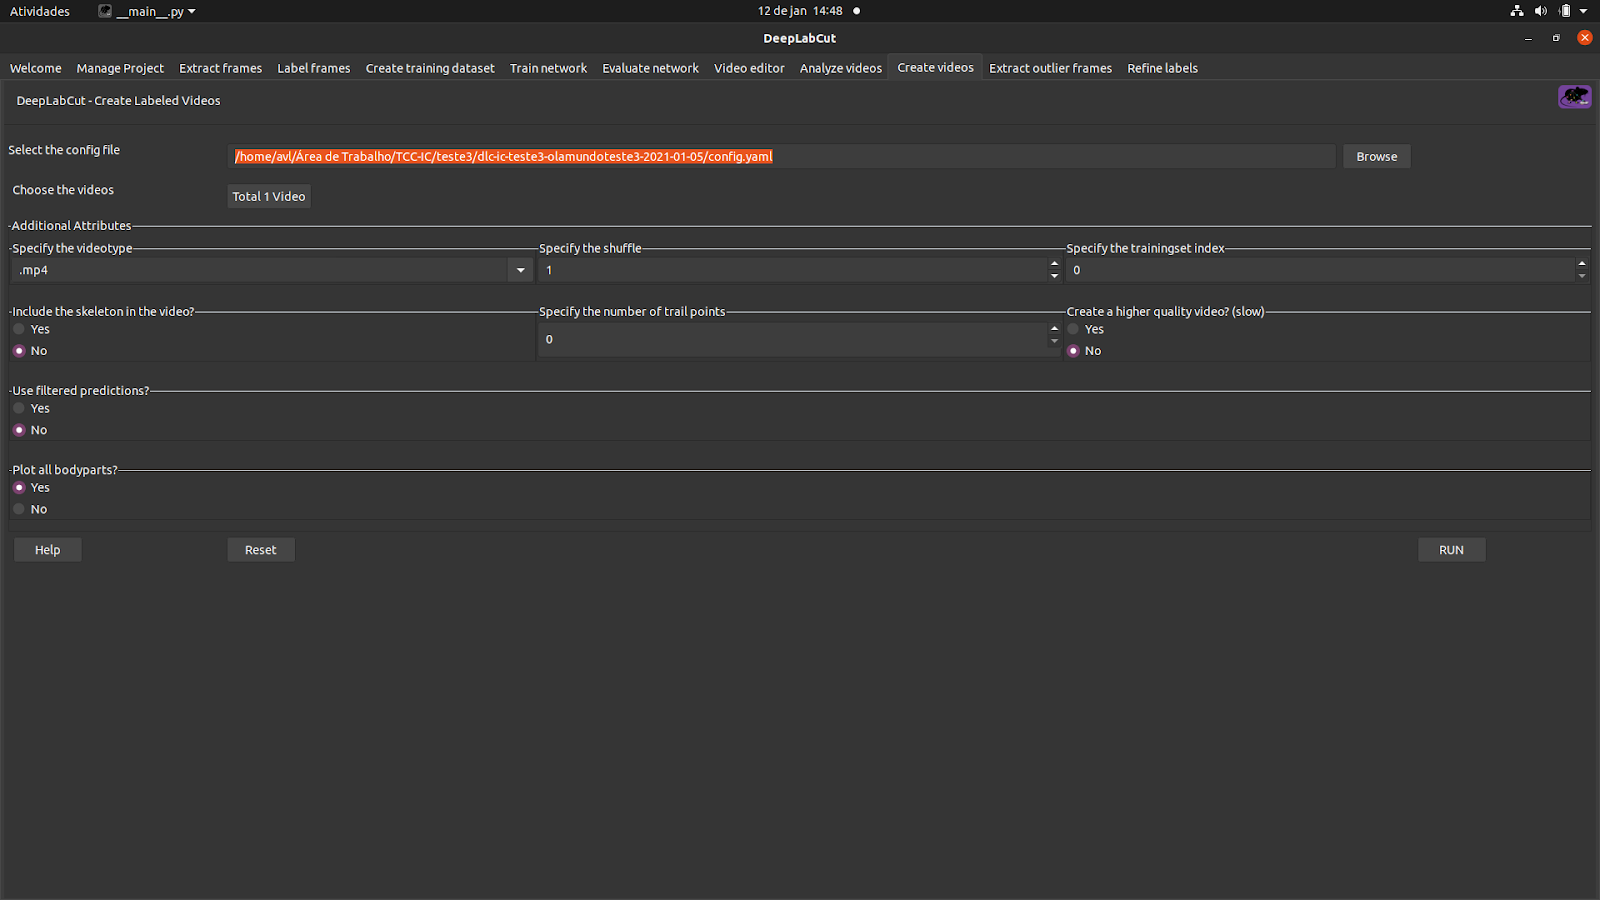 Atividades __main__.py 12 de jan 14:48
DeepLabCut
Welcome Manage Project Extract frames Label frames Create training dataset Train network Evaluate network Video editor Analyze videos Create videos Extract outlier frames Refine labels
DeepLabCut - Create Labeled Videos
Select the config file /home/avl/Área de Trabalho/TCC-IC/teste3/dlc-ic-teste3-olamundoteste3-2021-01-05/config.yaml Browse
Choose the videos Total 1 Video
Additional Attributes
Specify the videotype Specify the shuffle Specify the trainingset index
.mp4 1 0
Include the skeleton in the video? Specify the number of trail points Create a higher quality video? (slow)
Yes 0 Yes
No No
Use filtered predictions?
Yes
No
Plot all bodyparts?
Yes
No
Help Reset RUN